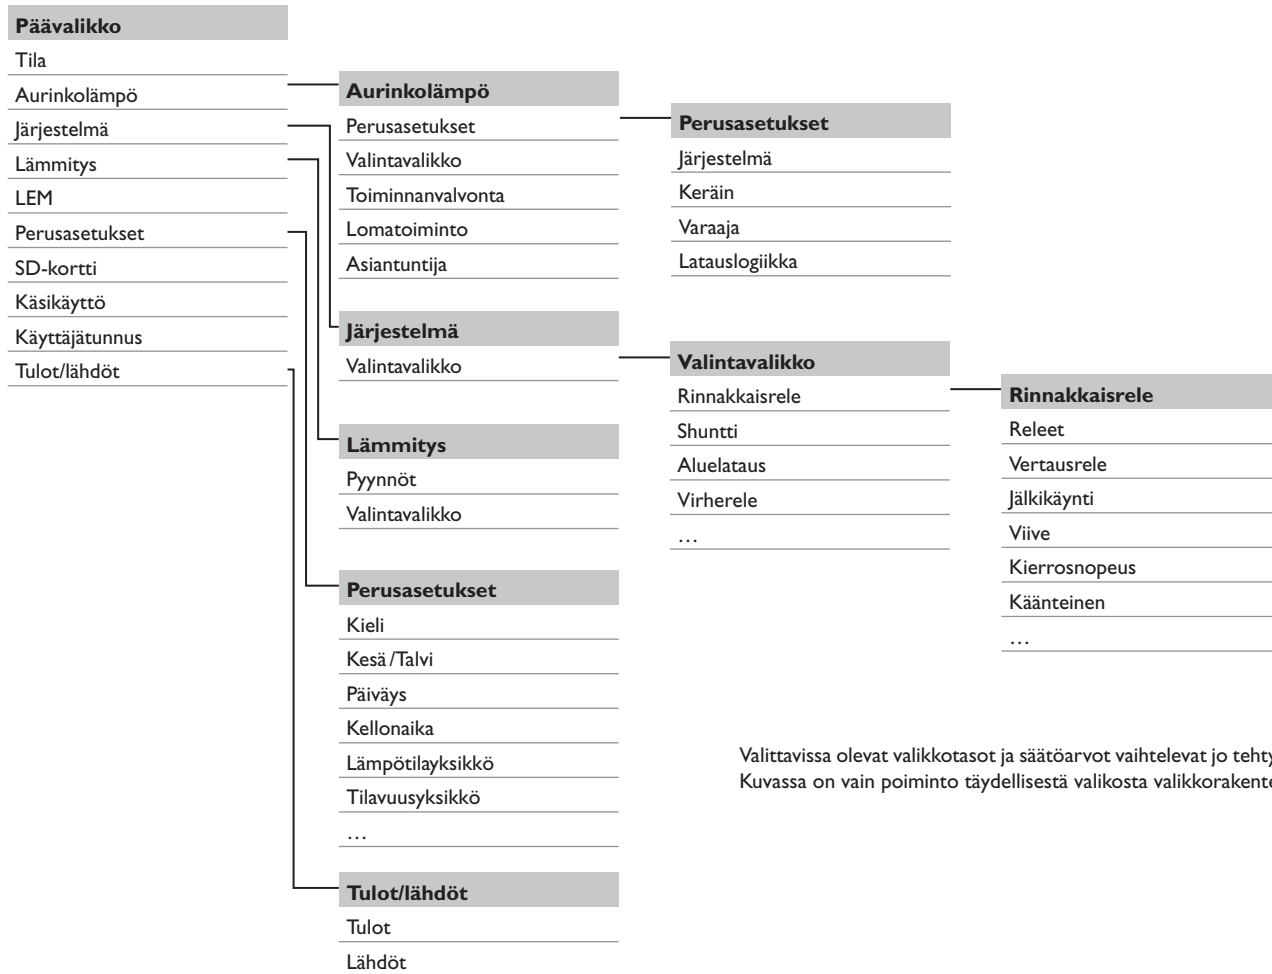 Päävalikko
Tila
Aurinkolämpö
Järjestelmä
Lämmitys
LEM
Perusasetukset
SD-kortti
Käsikäyttö
Käyttäjätunnus
Tulot/lähdöt
Aurinkolämpö
Perusasetukset
Valintavalikko
Toiminnanvalvonta
Lomatoiminto
Asiantuntija
Järjestelmä
Valintavalikko
Lämmitys
Pyynnöt
Valintavalikko
Perusasetukset
Kieli
Kesä/Talvi
Päiväys
Kellonaika
Lämpötilayksikkö
Tilavuusyksikkö
…
Tulot/lähdöt
Tulot
Lähdöt
Perusasetukset
Järjestelmä
Keräin
Varaaja
Latauslogiikka
Valintavalikko
Rinnakkaisrele
Shuntti
Aluelataus
Virherele
…
Rinnakkaisrele
Releet
Vertausrele
Jälkikäynti
Viive
Kierrosnopeus
Käänteinen
…
Valittavissa olevat valikkotasot ja säätöarvot vaihtelevat jo
Kuvassa on vain poiminto täydellisestä valikosta